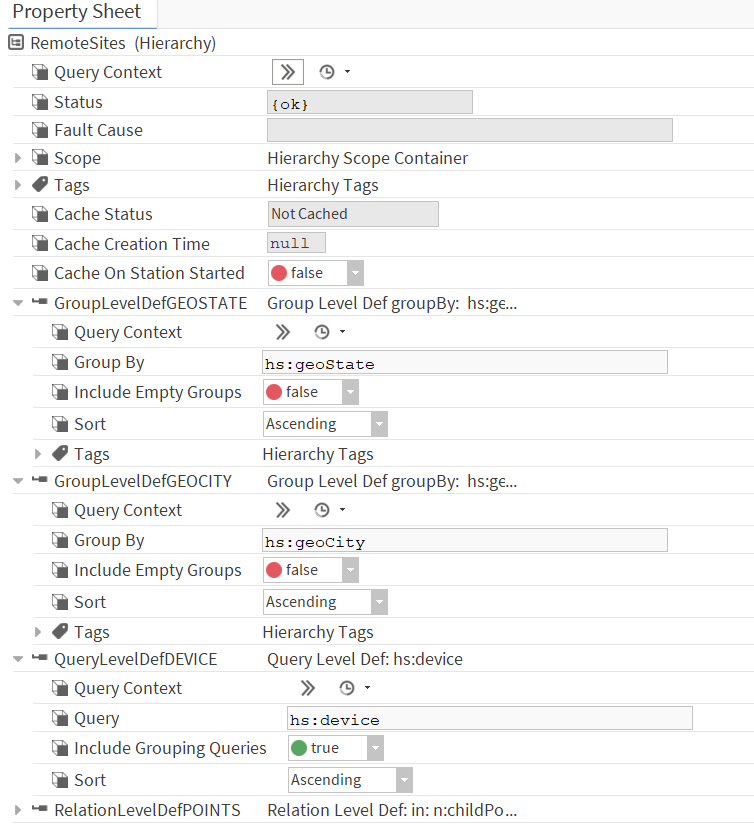 Property Sheet
RemoteSites (Hierarchy)
Query Context
Status {ok}
Fault Cause
Scope Hierarchy Scope Container
Tags Hierarchy Tags
Cache Status Not Cached
Cache Creation Time null
Cache On Station Started false
GroupLevelDefGEOSTATE Group Level Def groupBy: hs:ge...
Query Context
Group By hs:geoState
Include Empty Groups false
Sort Ascending
Tags Hierarchy Tags
GroupLevelDefGEOCITY Group Level Def groupBy: hs:ge...
Query Context
Group By hs:geoCity
Include Empty Groups false
Sort Ascending
Tags Hierarchy Tags
QueryLevelDefDEVICE Query Level Def: hs:device
Query Context
Query hs:device
Include Grouping Queries true
Sort Ascending
RelationLevelDefPOINTS Relation Level Def: in: n:childPo...